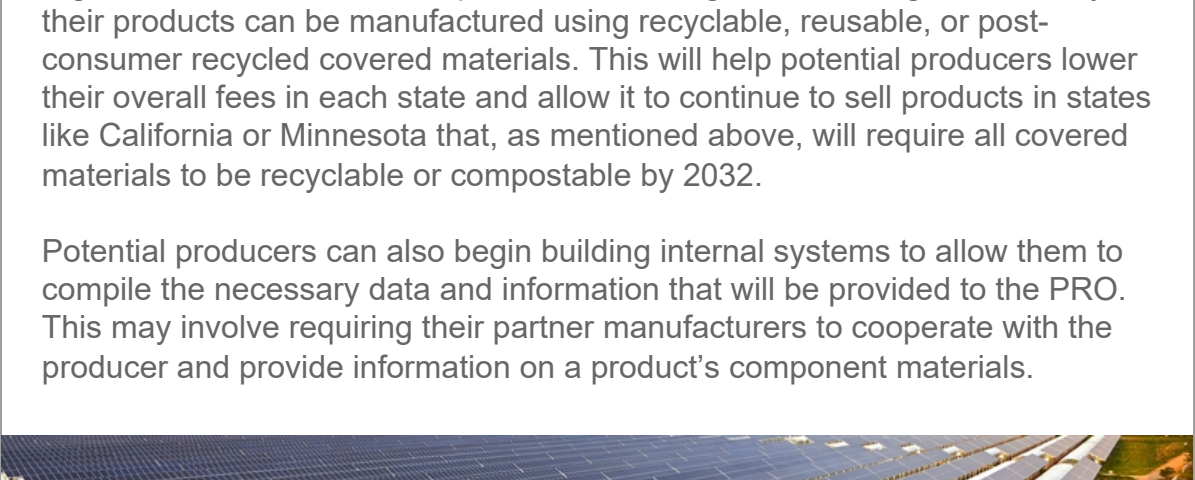 their products can be manufactured using recyclable, reusable, or post-
consumer recycled covered materials. This will help potential producers lower
their overall fees in each state and allow it to continue to sell products in states
like California or Minnesota that, as mentioned above, will require all covered
materials to be recyclable or compostable by 2032.
Potential producers can also begin building internal systems to allow them to
compile the necessary data and information that will be provided to the PRO.
This may involve requiring their partner manufacturers to cooperate with the
producer and provide information on a product’s component materials.